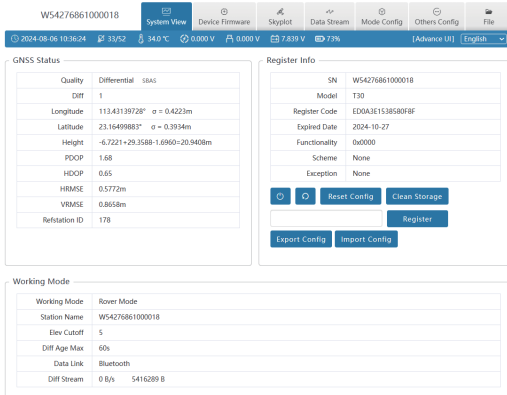 W54276861000018
System View
Device Firmware
Skyplot
Data Stream
Mode Config
Others Config
File
2024-08-06 10:36:24 33/52 34.0 ℃ 0.000 V 0.000 V 7.839 V 73% [Advance UI] English
GNSS Status
Quality Differential SBAS
Diff 1
Longitude 113.43139728° σ = 0.4223m
Latitude 23.16499883° σ = 0.3934m
Height -6.7221+29.3588-1.6960=20.9408m
PDOP 1.68
HDOP 0.65
HRMSE 0.5772m
VRMSE 0.8658m
Refstation ID 178
Register Info
SN W54276861000018
Model T30
Register Code ED0A3E1538580F8F
Expired Date 2024-10-27
Functionality 0x0000
Scheme None
Exception None
Reset Config
Clean Storage
Register
Export Config
Import Config
Working Mode
Working Mode Rover Mode
Station Name W54276861000018
Elev Cutoff 5
Diff Age Max 60s
Data Link Bluetooth
Diff Stream 0 B/s 5416289 B